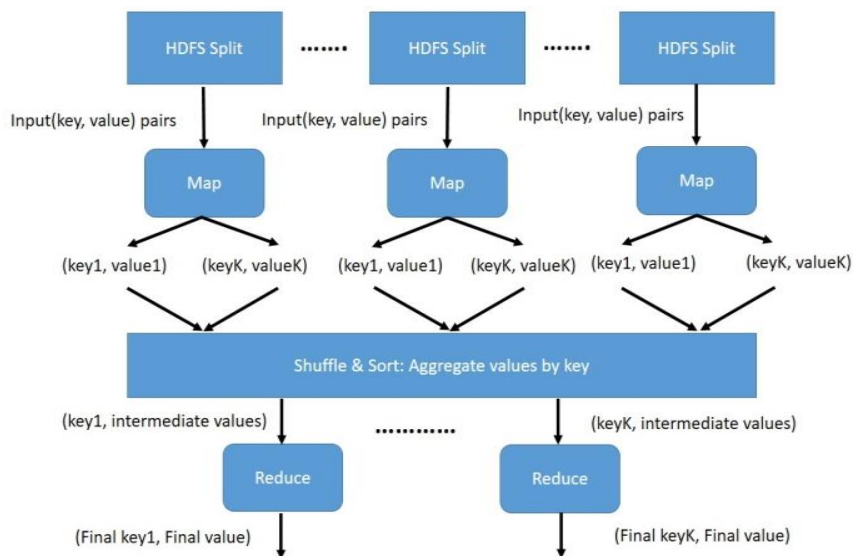 HDFS Split ........ HDFS Split ........ HDFS Split
Input(key, value) pairs Input(key, value) pairs Input(key, value) pairs
Map Map Map
(key1, value1) (keyK, valueK) (key1, value1) (keyK, valueK) (key1, value1) (keyK, valueK)
Shuffle & Sort: Aggregate values by key
(key1, intermediate values) ............ (keyK, intermediate values)
Reduce Reduce
(Final key1, Final value) (Final keyK, Final value)